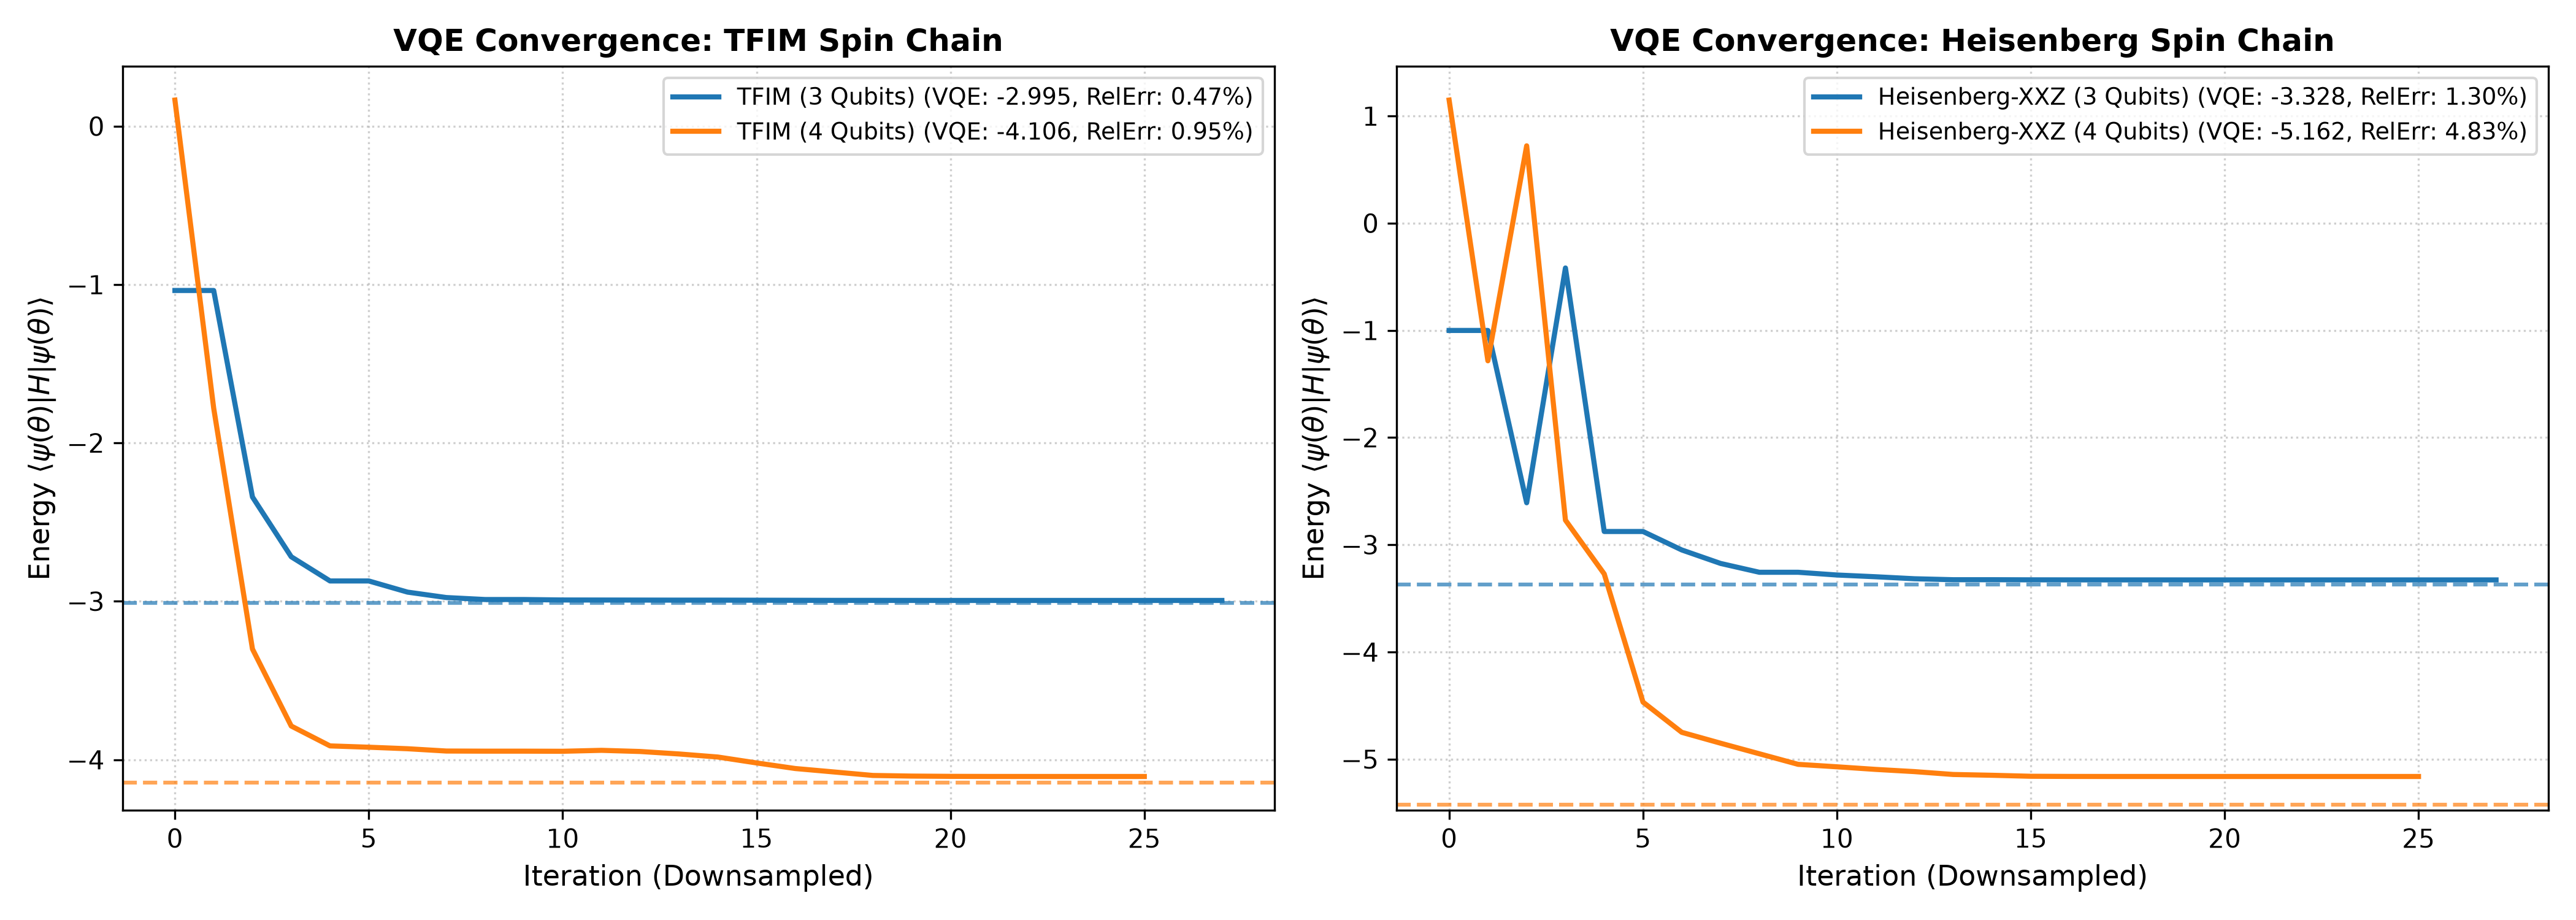 VQE Convergence: TFIM Spin Chain
TFIM (3 Qubits) (VQE: -2.995, RelErr: 0.47%)
TFIM (4 Qubits) (VQE: -4.106, RelErr: 0.95%)
Energy ⟨ψ(θ)|H|ψ(θ)⟩
0
−1
−2
−3
−4
0 5 10 15 20 25
Iteration (Downsampled)
VQE Convergence: Heisenberg Spin Chain
Heisenberg-XXZ (3 Qubits) (VQE: -3.328, RelErr: 1.30%)
Heisenberg-XXZ (4 Qubits) (VQE: -5.162, RelErr: 4.83%)
Energy ⟨ψ(θ)|H|ψ(θ)⟩
1
0
−1
−2
−3
−4
−5
0 5 10 15 20 25
Iteration (Downsampled)